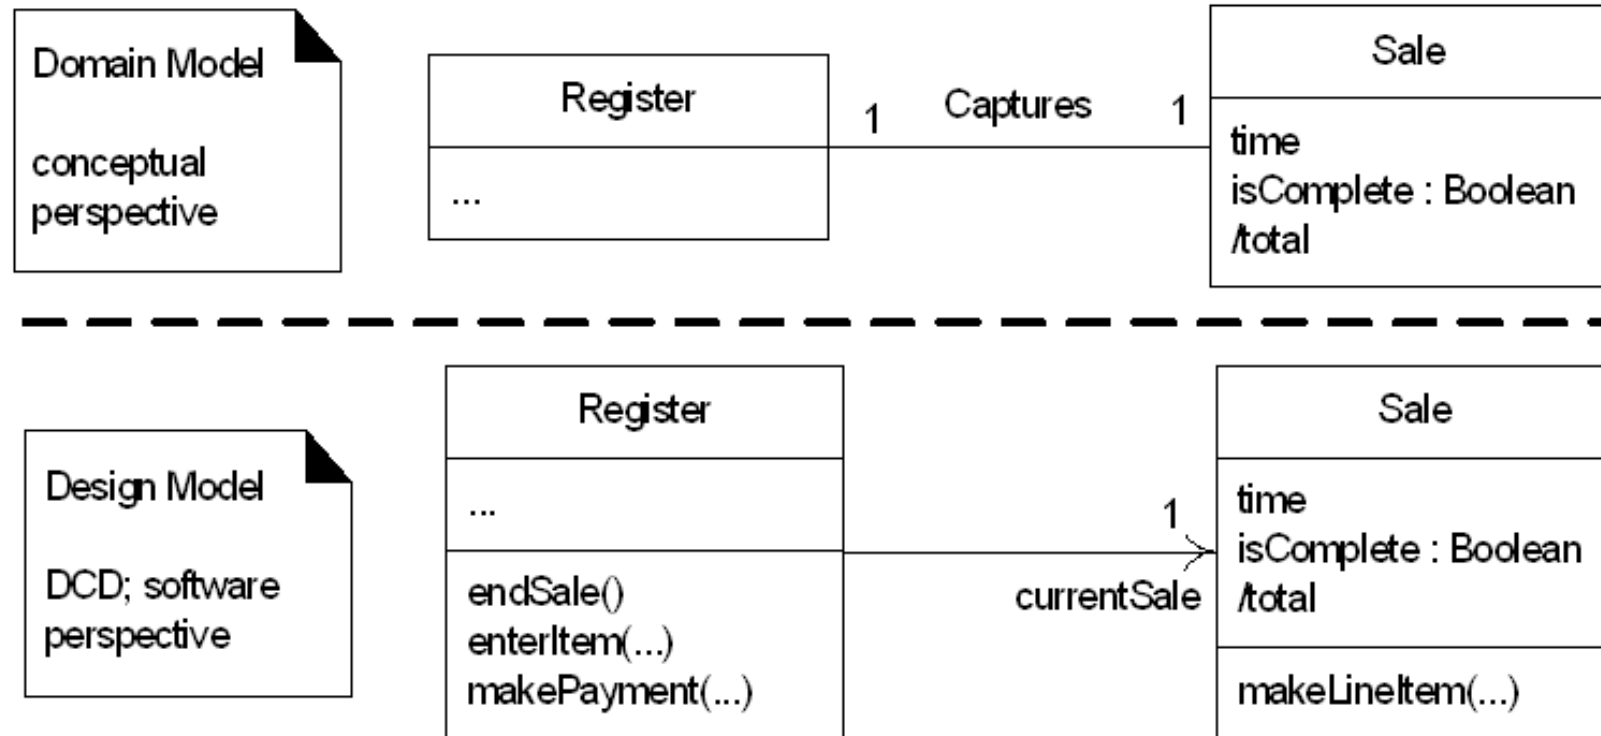 Domain Model
conceptual
perspective
Register
...
1
Captures
1
Sale
time
isComplete : Boolean
/total
Design Model
DCD; software
perspective
Register
...
endSale()
enterItem(...)
makePayment(...)
1
currentSale
Sale
time
isComplete : Boolean
/total
makeLineItem(...)